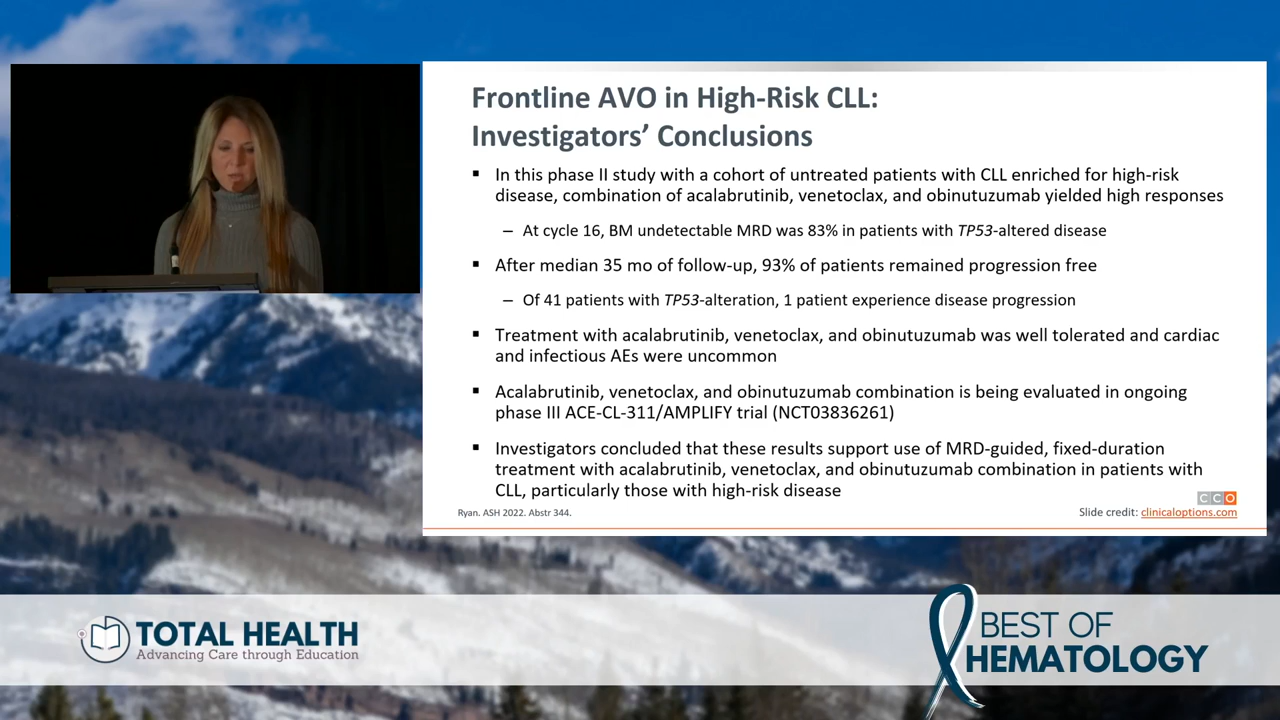 Frontline AVO in High-Risk CLL:
Investigators’ Conclusions
▪ In this phase II study with a cohort of untreated patients with CLL enriched for high-risk
disease, combination of acalabrutinib, venetoclax, and obinutuzumab yielded high responses
– At cycle 16, BM undetectable MRD was 83% in patients with TP53-altered disease
▪ After median 35 mo of follow-up, 93% of patients remained progression free
– Of 41 patients with TP53-alteration, 1 patient experience disease progression
▪ Treatment with acalabrutinib, venetoclax, and obinutuzumab was well tolerated and cardiac
and infectious AEs were uncommon
▪ Acalabrutinib, venetoclax, and obinutuzumab combination is being evaluated in ongoing
phase III ACE-CL-311/AMPLIFY trial (NCT03836261)
▪ Investigators concluded that these results support use of MRD-guided, fixed-duration
treatment with acalabrutinib, venetoclax, and obinutuzumab combination in patients with
CLL, particularly those with high-risk disease
CCO
Ryan. ASH 2022. Abstr 344.
Slide credit: clinicaloptions.com
TOTAL HEALTH
Advancing Care through Education
BEST OF
HEMATOLOGY